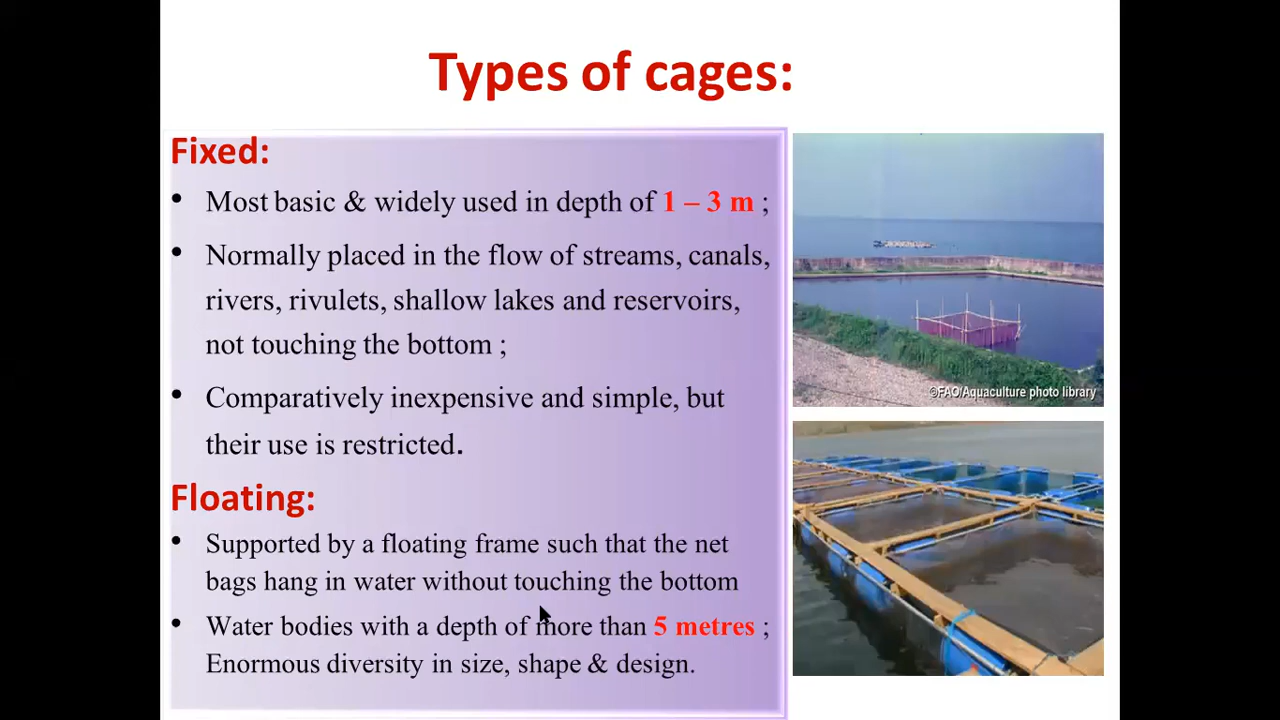 Types of cages:
Fixed:
• Most basic & widely used in depth of 1 – 3 m ;
• Normally placed in the flow of streams, canals,
rivers, rivulets, shallow lakes and reservoirs,
not touching the bottom ;
• Comparatively inexpensive and simple, but
their use is restricted.
Floating:
• Supported by a floating frame such that the net
bags hang in water without touching the bottom
• Water bodies with a depth of more than 5 metres ;
Enormous diversity in size, shape & design.
©FAO/Aquaculture photo library